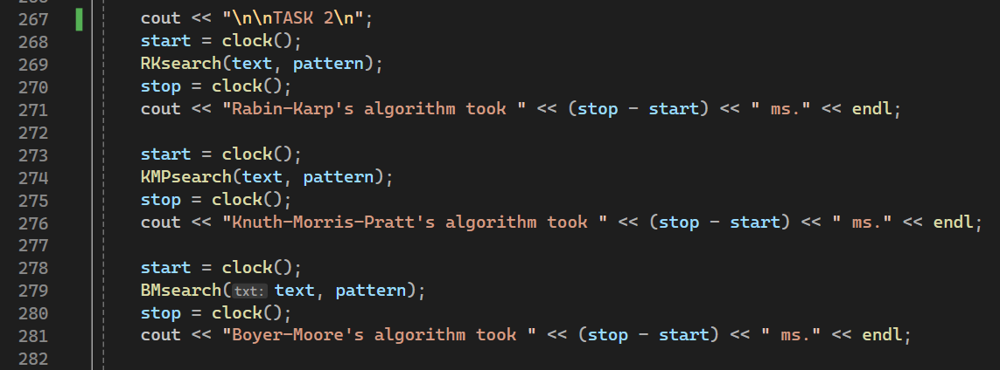 267 cout << "\n\nTASK 2\n";
268 start = clock();
269 RKsearch(text, pattern);
270 stop = clock();
271 cout << "Rabin-Karp's algorithm took " << (stop - start) << " ms." << endl;
272
273 start = clock();
274 KMPsearch(text, pattern);
275 stop = clock();
276 cout << "Knuth-Morris-Pratt's algorithm took " << (stop - start) << " ms." << endl;
277
278 start = clock();
279 BMsearch(txt: text, pattern);
280 stop = clock();
281 cout << "Boyer-Moore's algorithm took " << (stop - start) << " ms." << endl;
282